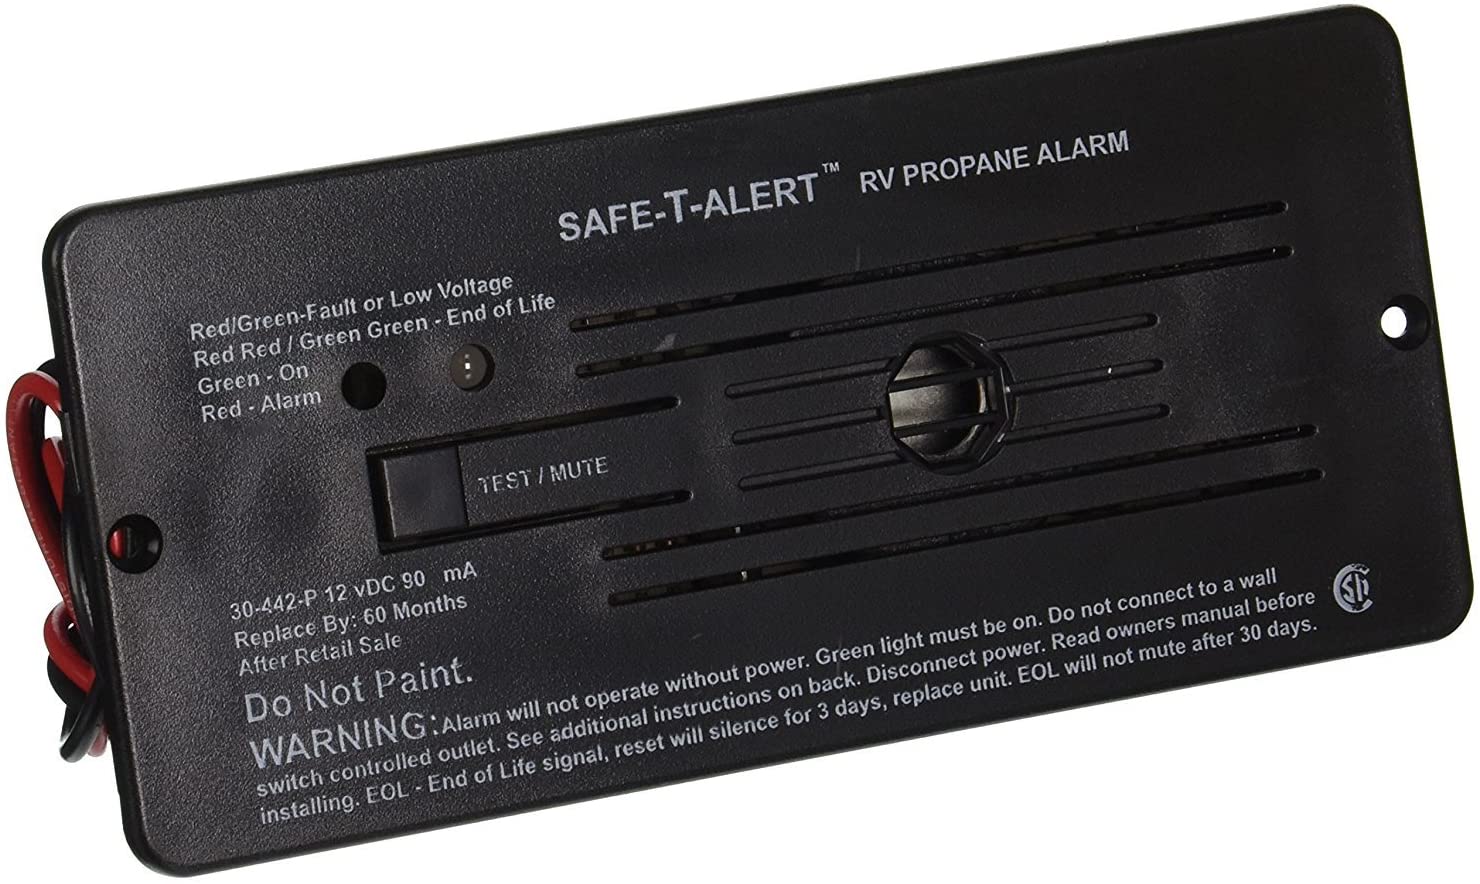 SAFE-T-ALERT™ RV PROPANE ALARM
Red/Green-Fault or Low Voltage
Red Red / Green Green - End of Life
Green - On
Red - Alarm
TEST / MUTE
30-442-P 12 vDC 90 mA
Replace By: 60 Months
After Retail Sale
Do Not Paint.
WARNING: Alarm will not operate without power. Green light must be on. Do not connect to a wall
switch controlled outlet. See additional instructions on back. Disconnect power. Read owners manual before
installing. EOL - End of Life signal, reset will silence for 3 days, replace unit. EOL will not mute after 30 days.